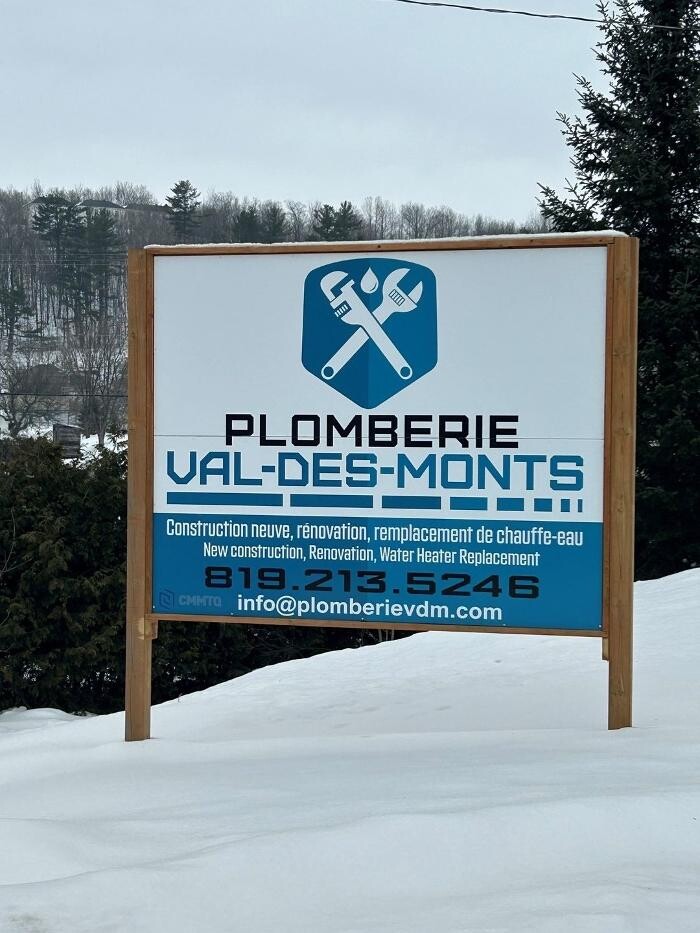 PLOMBERIE
VAL-DES-MONTS
Construction neuve, rénovation, remplacement de chauffe-eau
New construction, Renovation, Water Heater Replacement
819.213.5246
CMMTQ
info@plomberievdm.com